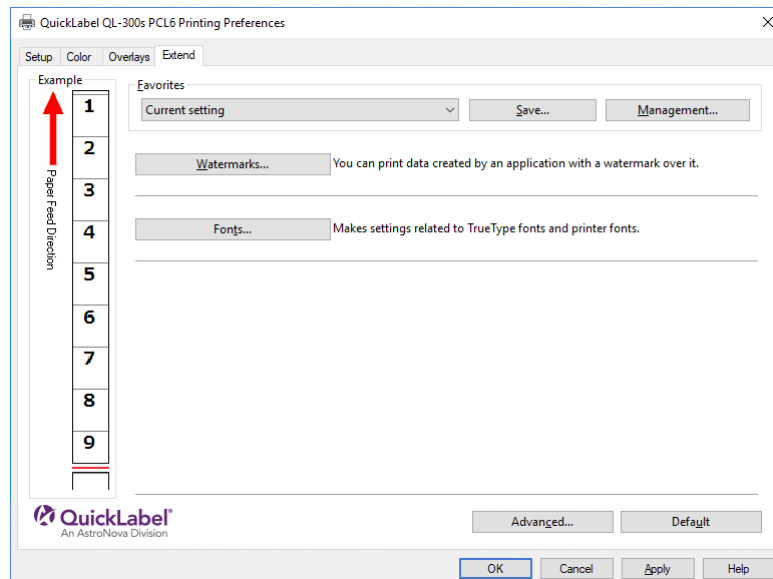 QuickLabel QL-300s PCL6 Printing Preferences
Setup Color Overlays Extend
Example
Paper Feed Direction
1
2
3
4
5
6
7
8
9
Favorites
Current setting Save... Management...
Watermarks... You can print data created by an application with a watermark over it.
Fonts... Makes settings related to TrueType fonts and printer fonts.
QuickLabel®
An AstroNova Division
Advanced... Default
OK Cancel Apply Help